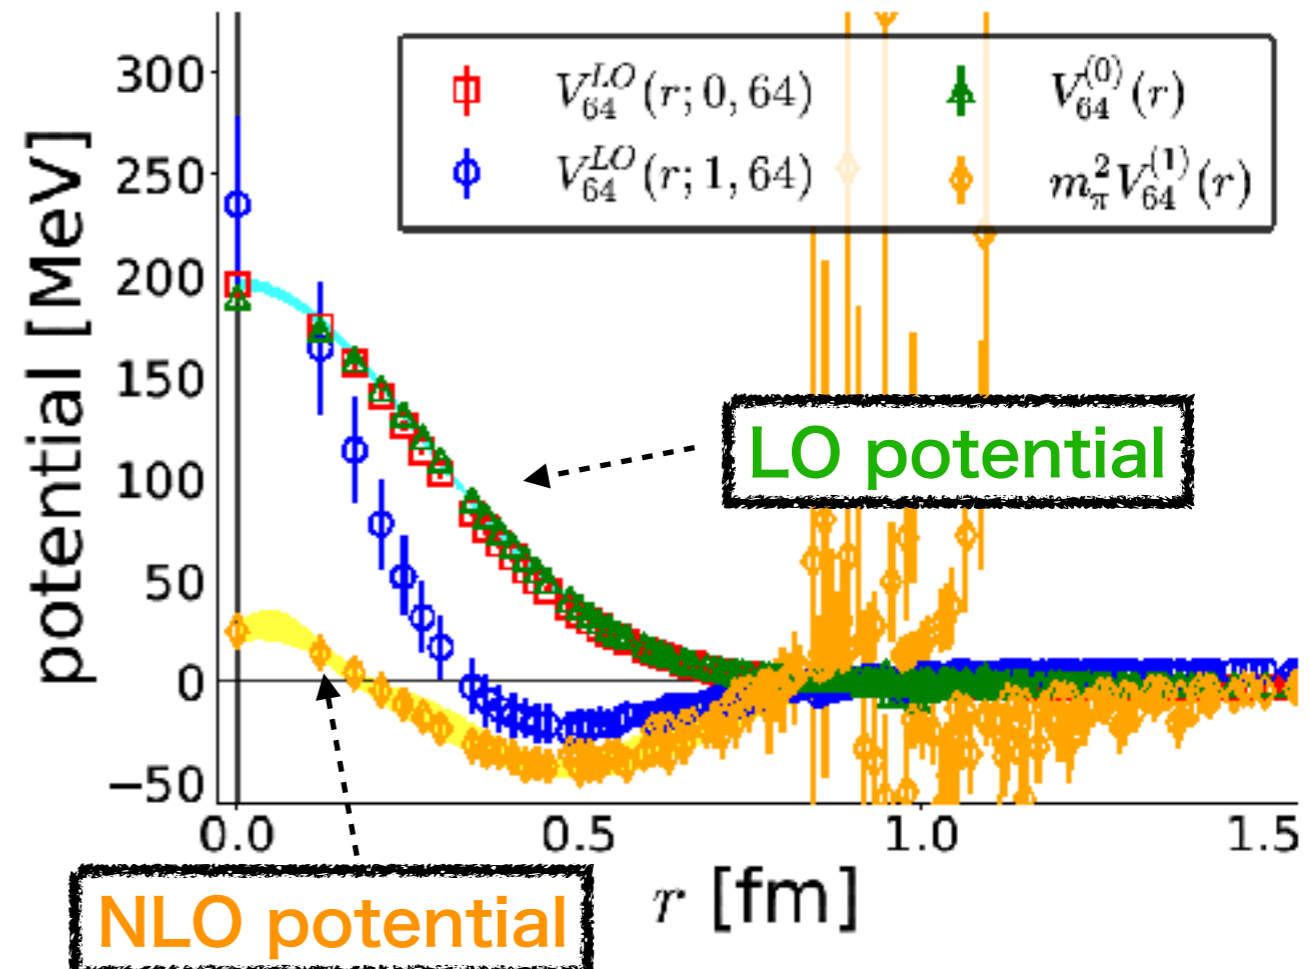 potential [MeV]
300
250
200
150
100
50
0
−50
V_{64}^{LO}(r; 0, 64)
V_{64}^{LO}(r; 1, 64)
V_{64}^{(0)}(r)
m_π^2 V_{64}^{(1)}(r)
LO potential
0.0 0.5 1.0 1.5
r [fm]
NLO potential